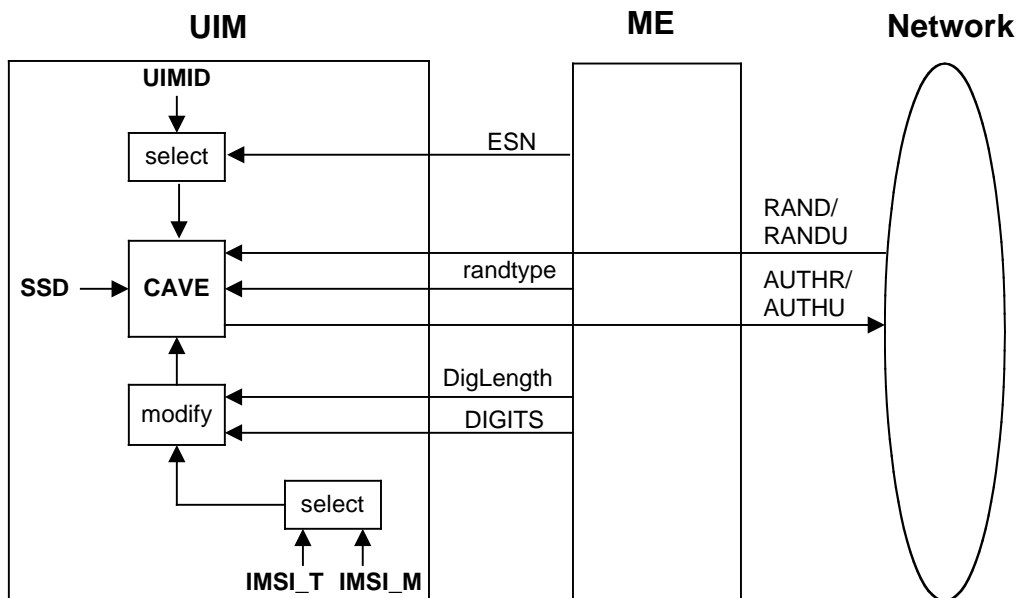 UIM
ME
Network
UIMID
select
ESN
RAND/
RANDU
SSD
CAVE
randtype
AUTHR/
AUTHU
DigLength
modify
DIGITS
select
IMSI_T IMSI_M